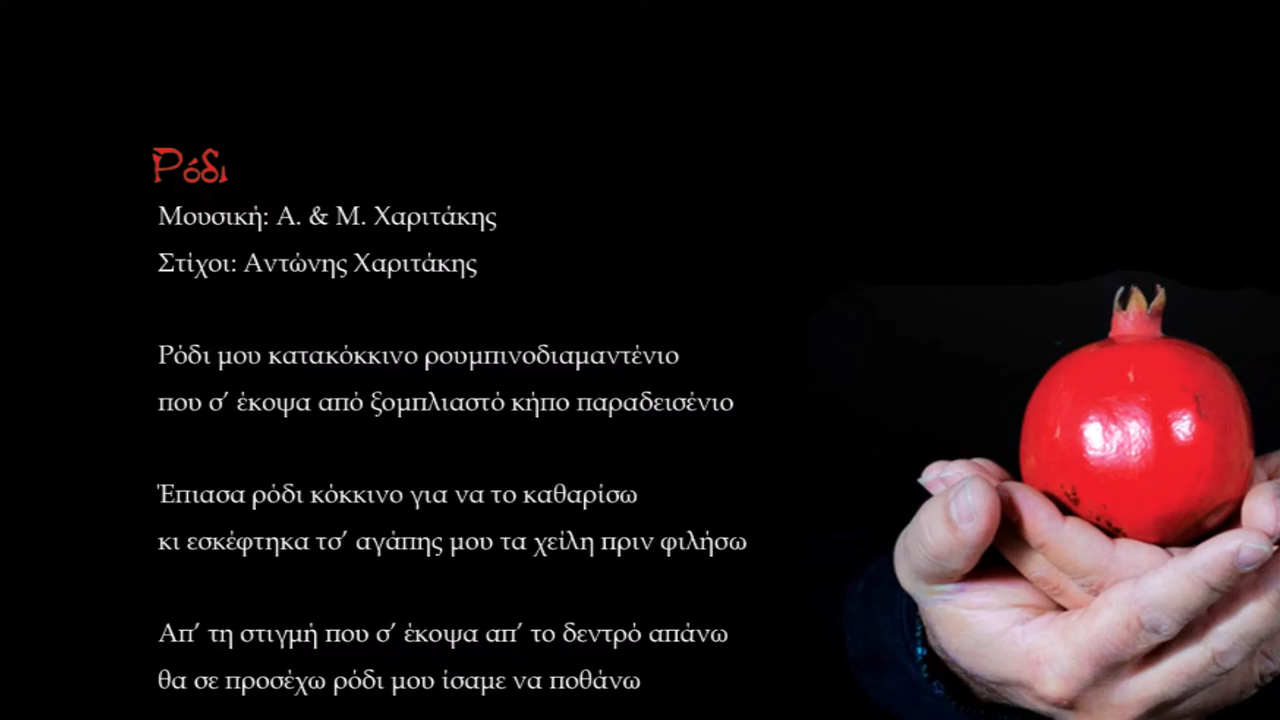 Ρόδι
Μουσική: Α. & Μ. Χαριτάκης
Στίχοι: Αντώνης Χαριτάκης
Ρόδι μου κατακόκκινο ρουμπινοδιαμαντένιο
που σ’ έκοψα από ξομπλιαστό κήπο παραδεισένιο
Έπιασα ρόδι κόκκινο για να το καθαρίσω
κι εσκέφτηκα τσ’ αγάπης μου τα χείλη πριν φιλήσω
Απ’ τη στιγμή που σ’ έκοψα απ’ το δεντρό απάνω
θα σε προσέχω ρόδι μου ίσαμε να ποθάνω